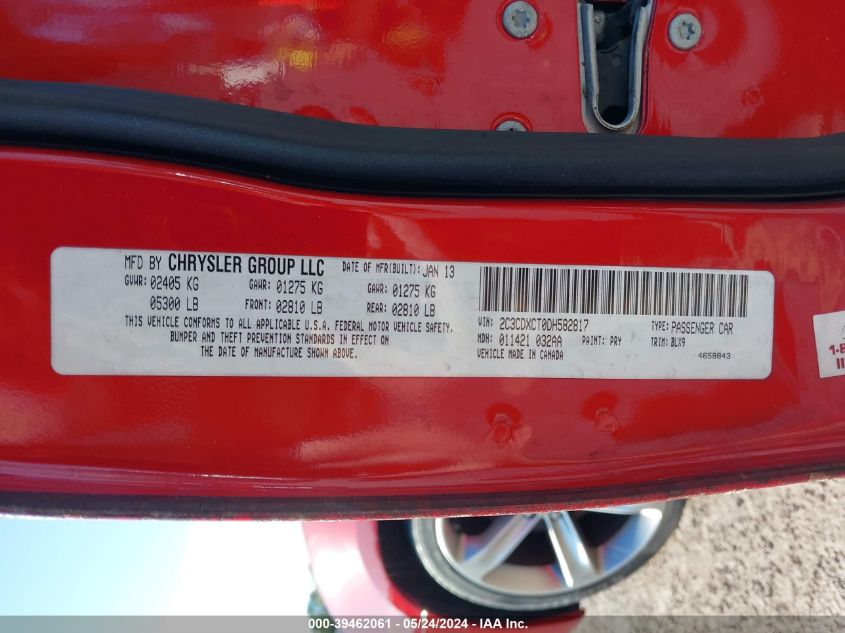 MFD BY CHRYSLER GROUP LLC DATE OF MFR(BUILT): JAN 13
GVWR: 02405 KG GAWR: 01275 KG GAWR: 01275 KG
05300 LB FRONT: 02810 LB REAR: 02810 LB
THIS VEHICLE CONFORMS TO ALL APPLICABLE U.S.A. FEDERAL MOTOR VEHICLE SAFETY,
BUMPER AND THEFT PREVENTION STANDARDS IN EFFECT ON
THE DATE OF MANUFACTURE SHOWN ABOVE.
VIN: 2C3CDXCT0DH582817 TYPE: PASSENGER CAR
MDH: 011421 032AA PAINT: PRY TRIM: BLX9
VEHICLE MADE IN CANADA 4658843
000-39462061 - 05/24/2024 - IAA Inc.